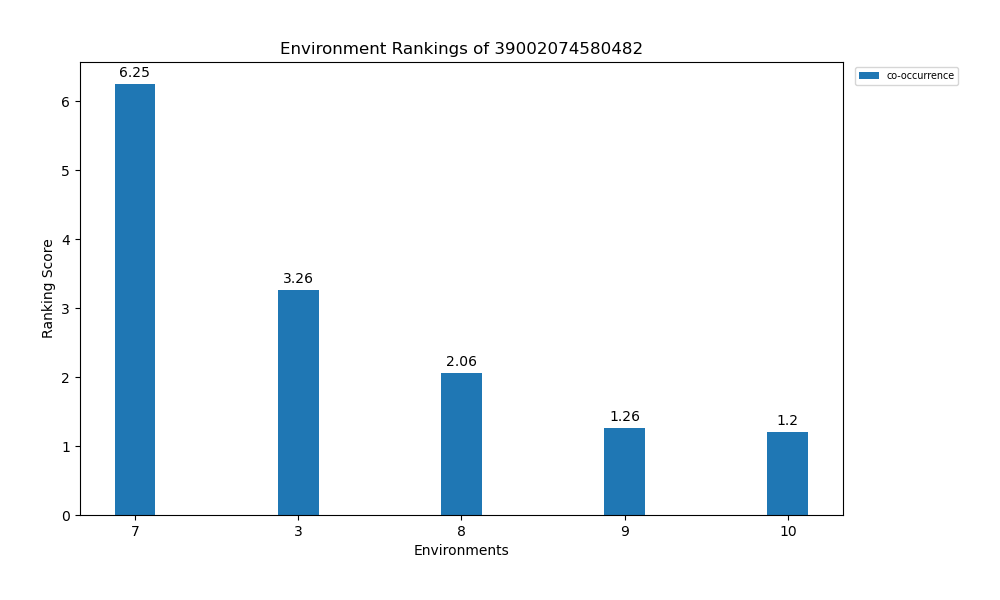 Environment Rankings of 39002074580482
co-occurrence
6.25
3.26
2.06
1.26
1.2
Ranking Score
6
5
4
3
2
1
0
7 3 8 9 10
Environments